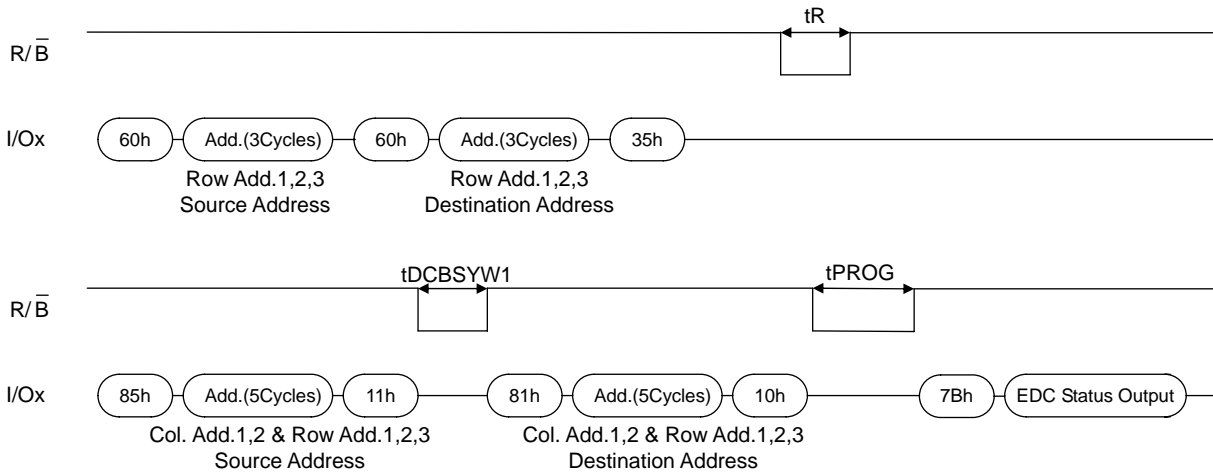 tR
R/B̅
I/Ox 60h Add.(3Cycles) 60h Add.(3Cycles) 35h
Row Add.1,2,3 Row Add.1,2,3
Source Address Destination Address
tDCBSYW1 tPROG
R/B̅
I/Ox 85h Add.(5Cycles) 11h 81h Add.(5Cycles) 10h 7Bh EDC Status Output
Col. Add.1,2 & Row Add.1,2,3 Col. Add.1,2 & Row Add.1,2,3
Source Address Destination Address